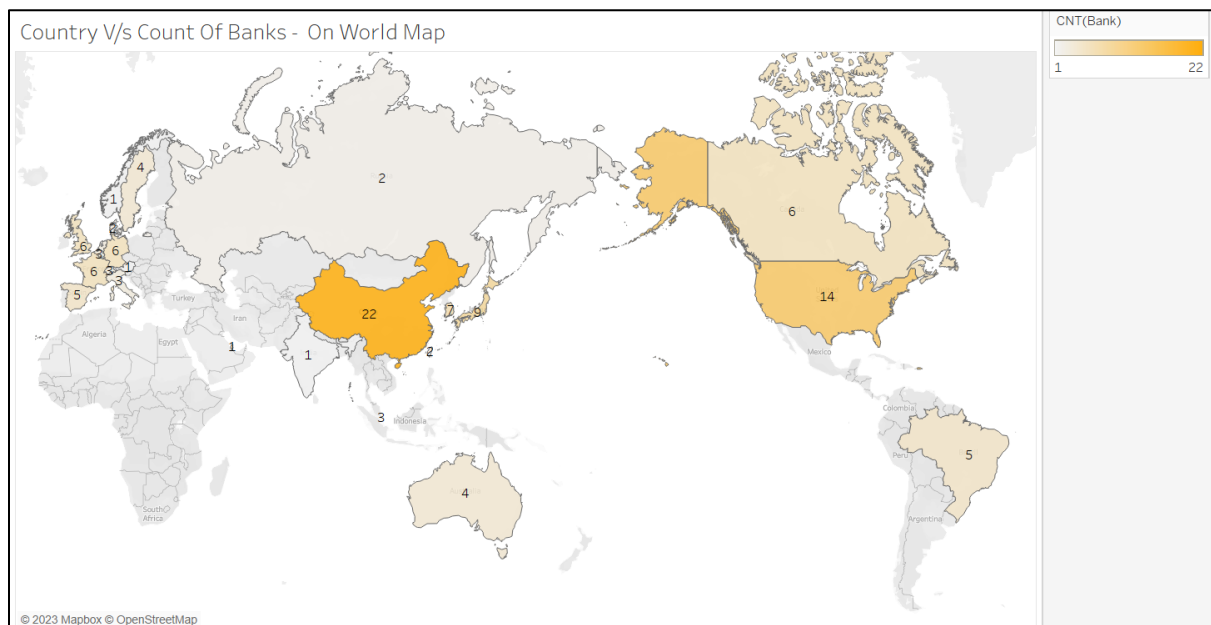 Country V/s Count Of Banks - On World Map
CNT(Bank)
1
22
4
2
1
6
6
6
6
3
1
3
5
Turkey
14
22
7
9
Iran
Algeria
Egypt
1
1
2
Mexico
3
Indonesia
Colombia
5
Peru
4
South
Africa
Argentina
© 2023 Mapbox © OpenStreetMap